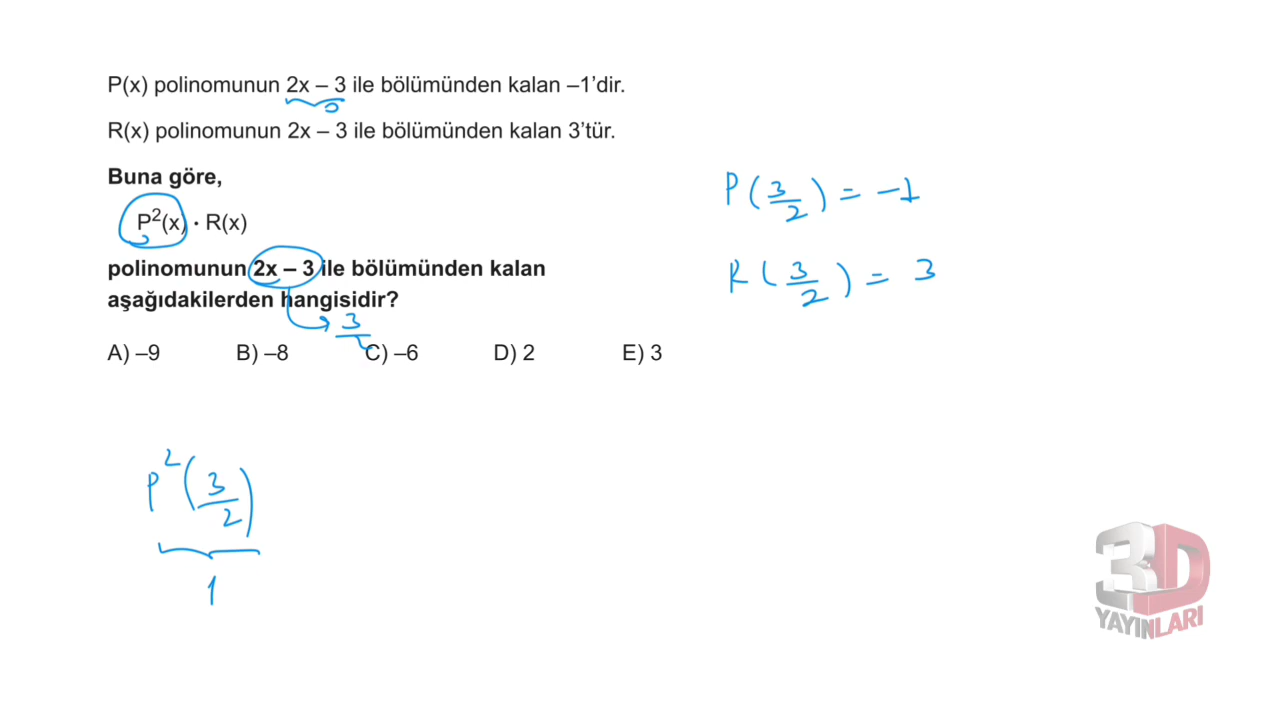 P(x) polinomunun 2x – 3 ile bölümünden kalan –1’dir.
0
R(x) polinomunun 2x – 3 ile bölümünden kalan 3’tür.
Buna göre,
P²(x) · R(x)
polinomunun 2x – 3 ile bölümünden kalan
aşağıdakilerden hangisidir?
3/2
A) –9 B) –8 C) –6 D) 2 E) 3
P(3/2) = -1
R(3/2) = 3
P²(3/2)
1
3D
YAYINLARI